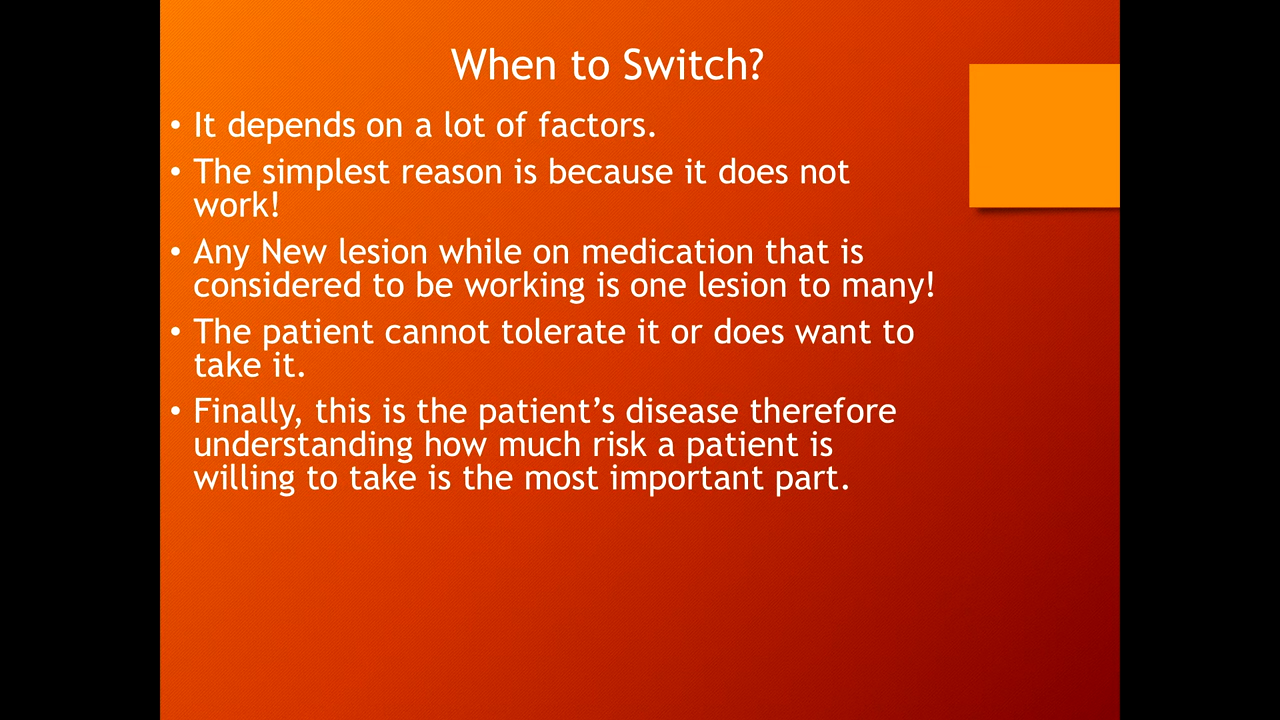 When to Switch?
• It depends on a lot of factors.
• The simplest reason is because it does not
work!
• Any New lesion while on medication that is
considered to be working is one lesion to many!
• The patient cannot tolerate it or does want to
take it.
• Finally, this is the patient’s disease therefore
understanding how much risk a patient is
willing to take is the most important part.